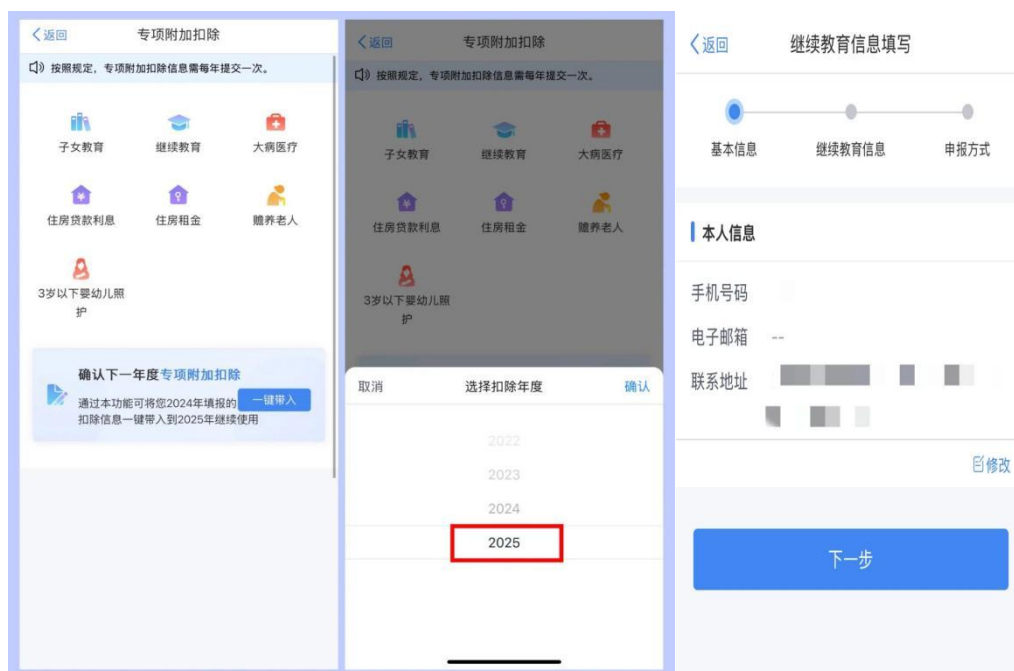 返回
专项附加扣除
按照规定，专项附加扣除信息需每年提交一次。
子女教育
继续教育
大病医疗
住房贷款利息
住房租金
赡养老人
3岁以下婴幼儿照
护
确认下一年度专项附加扣除
通过本功能可将您2024年填报的
扣除信息一键带入到2025年继续使用
一键带入
返回
专项附加扣除
按照规定，专项附加扣除信息需每年提交一次。
子女教育
继续教育
大病医疗
住房贷款利息
住房租金
赡养老人
3岁以下婴幼儿照
护
取消
选择扣除年度
确认
2022
2023
2024
2025
返回
继续教育信息填写
基本信息
继续教育信息
申报方式
本人信息
手机号码
电子邮箱 --
联系地址
修改
下一步